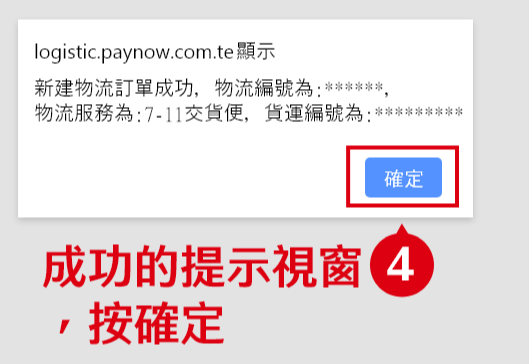 logistic.paynow.com.te顯示
新建物流訂單成功，物流編號為:******，
物流服務為:7-11交貨便，貨運編號為:*********
確定
成功的提示視窗 4
，按確定